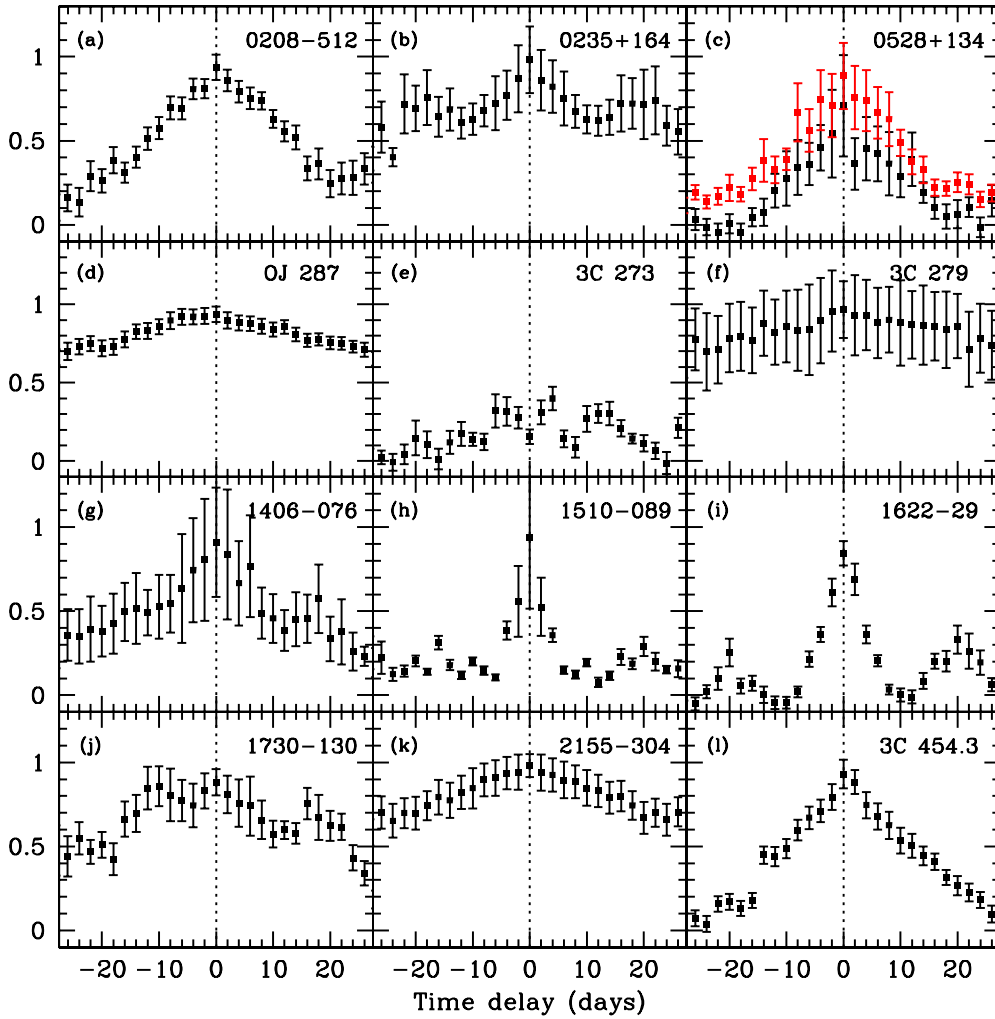 (a) 0208−512 (b) 0235+164 (c) 0528+134
1
0.5
0
(d) OJ 287 (e) 3C 273 (f) 3C 279
1
0.5
0
(g) 1406−076 (h) 1510−089 (i) 1622−29
1
0.5
0
(j) 1730−130 (k) 2155−304 (l) 3C 454.3
1
0.5
0
−20 −10 0 10 20 −20 −10 0 10 20 −20 −10 0 10 20
Time delay (days)